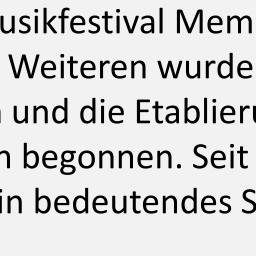 usikfestival Mem
Weiteren wurde
n und die Etablieru
n begonnen. Seit
in bedeutendes S